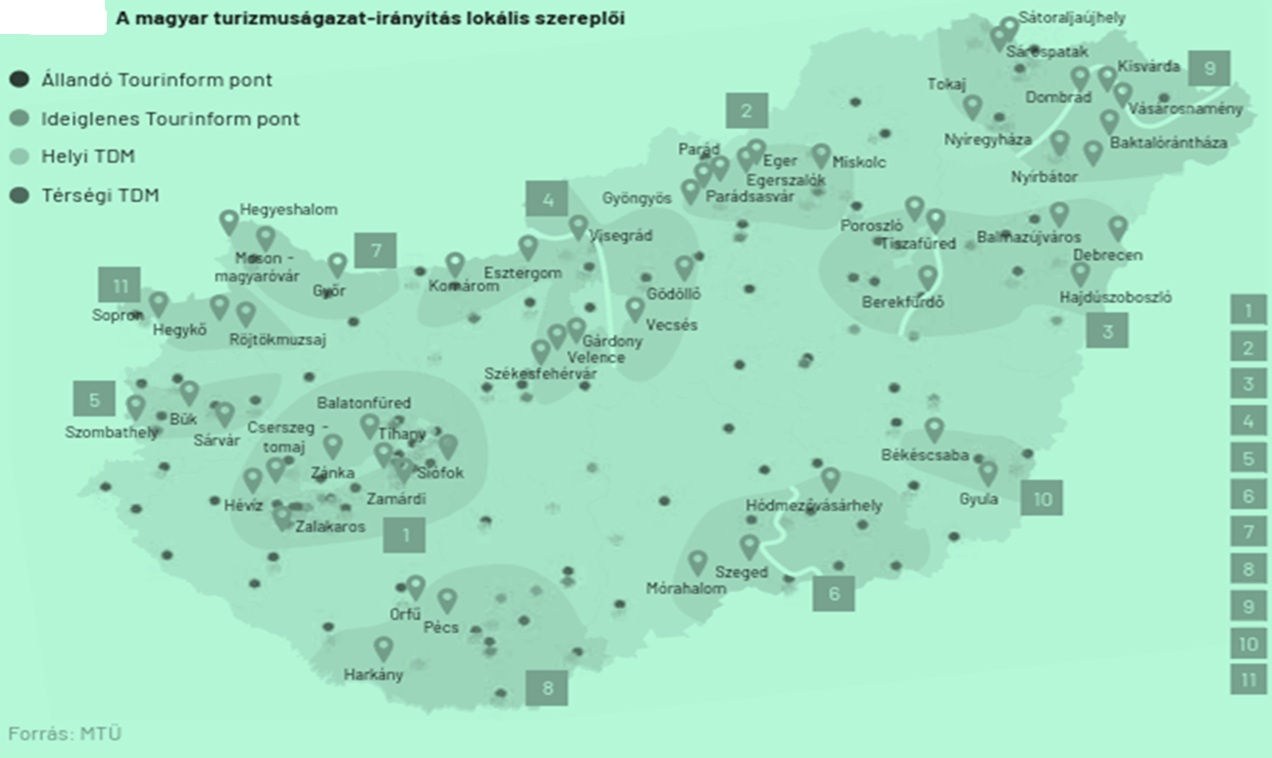 A magyar turizmuságazat-irányítás lokális szereplői
Állandó Tourinform pont
Ideiglenes Tourinform pont
Helyi TDM
Térségi TDM
Sátoraljaújhely
Sárospatak
Kisvárda
9
Tokaj
Dombrád
Vásárosnamény
Nyíregyháza
Baktalórántháza
Nyírbátor
2
Parád
Eger
Miskolc
Egerszalók
Gyöngyös
Parádsasvár
4
Hegyeshalom
Visegrád
Poroszló
Tiszafüred
Balmazújváros
Debrecen
7
Moson -
magyaróvár
Esztergom
Komárom
Győr
Gödöllő
Berekfürdő
Hajdúszoboszló
3
11
Sopron
Hegykő
Röjtökmuzsaj
Vecsés
Gárdony
Velence
Székesfehérvár
5
Szombathely
Bük
Sárvár
Balatonfüred
Cserszeg -
tomaj
Tihany
Zánka
Siófok
Hévíz
Zamárdi
Zalakaros
1
Békéscsaba
Gyula
10
Hódmezővásárhely
Szeged
Mórahalom
6
Orfű
Pécs
Harkány
8
1
2
3
4
5
6
7
8
9
10
11
Forrás: MTÜ